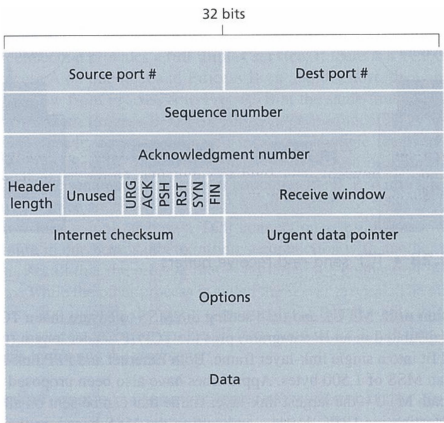 32 bits
Source port #
Dest port #
Sequence number
Acknowledgment number
Header
length
Unused
URG
ACK
PSH
RST
SYN
FIN
Receive window
Internet checksum
Urgent data pointer
Options
Data